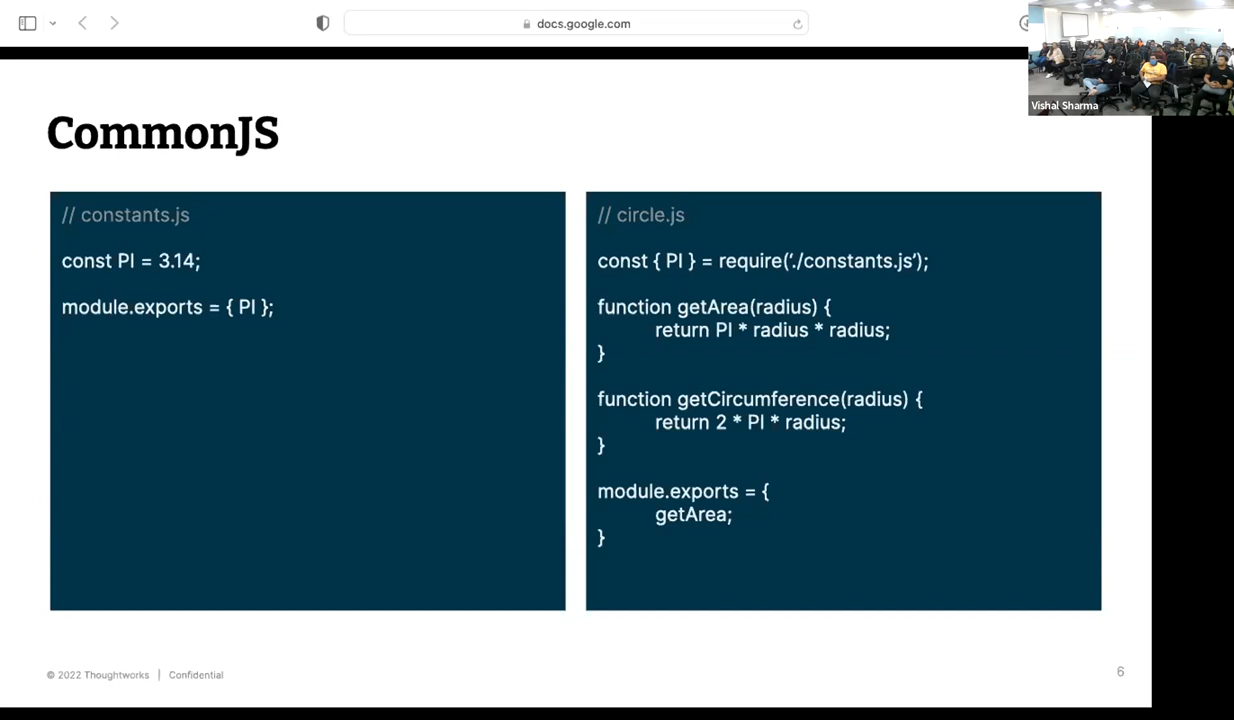 docs.google.com
Vishal Sharma
CommonJS
// constants.js
const PI = 3.14;
module.exports = { PI };
// circle.js
const { PI } = require(‘./constants.js’);
function getArea(radius) {
return PI * radius * radius;
}
function getCircumference(radius) {
return 2 * PI * radius;
}
module.exports = {
getArea;
}
© 2022 Thoughtworks | Confidential
6